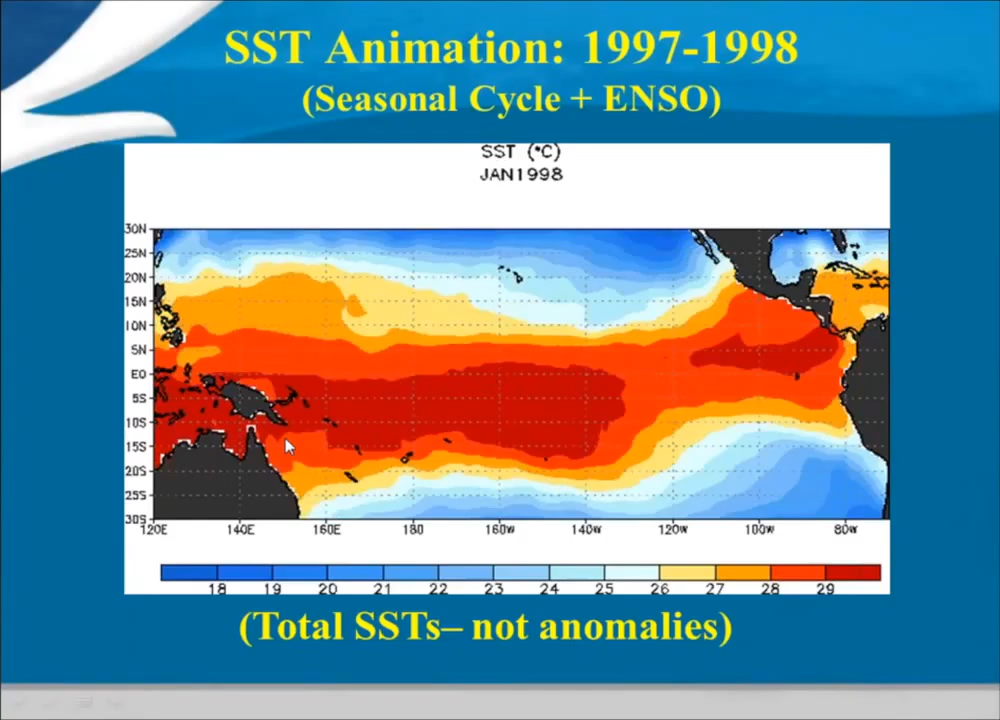 SST Animation: 1997-1998
(Seasonal Cycle + ENSO)
SST (°C)
JAN1998
30N
25N
20N
15N
10N
5N
EQ
5S
10S
15S
20S
25S
30S
120E 140E 160E 180 160W 140W 120W 100W 80W
18 19 20 21 22 23 24 25 26 27 28 29
(Total SSTs– not anomalies)